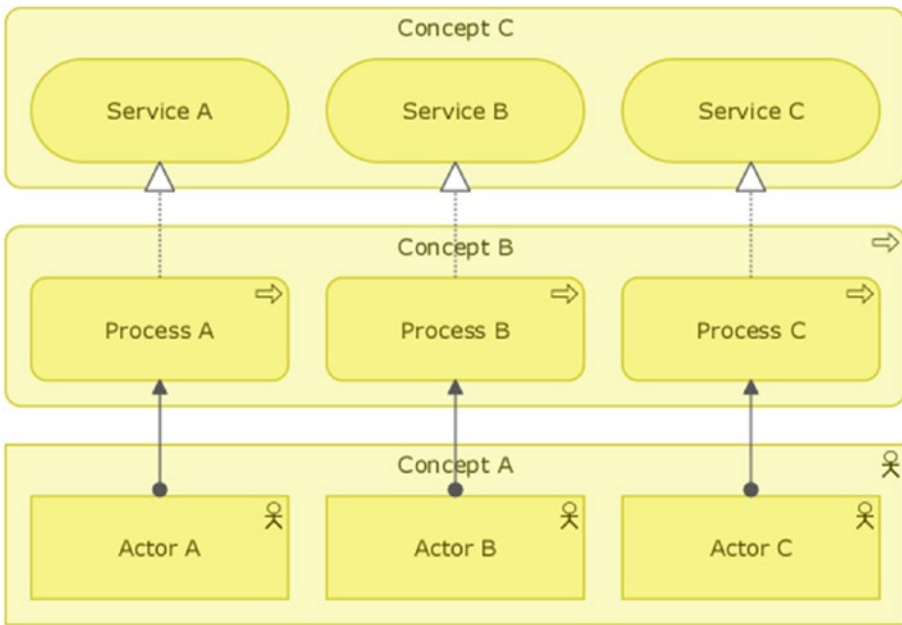 Concept C
Service A
Service B
Service C
Concept B
Process A
Process B
Process C
Concept A
Actor A
Actor B
Actor C